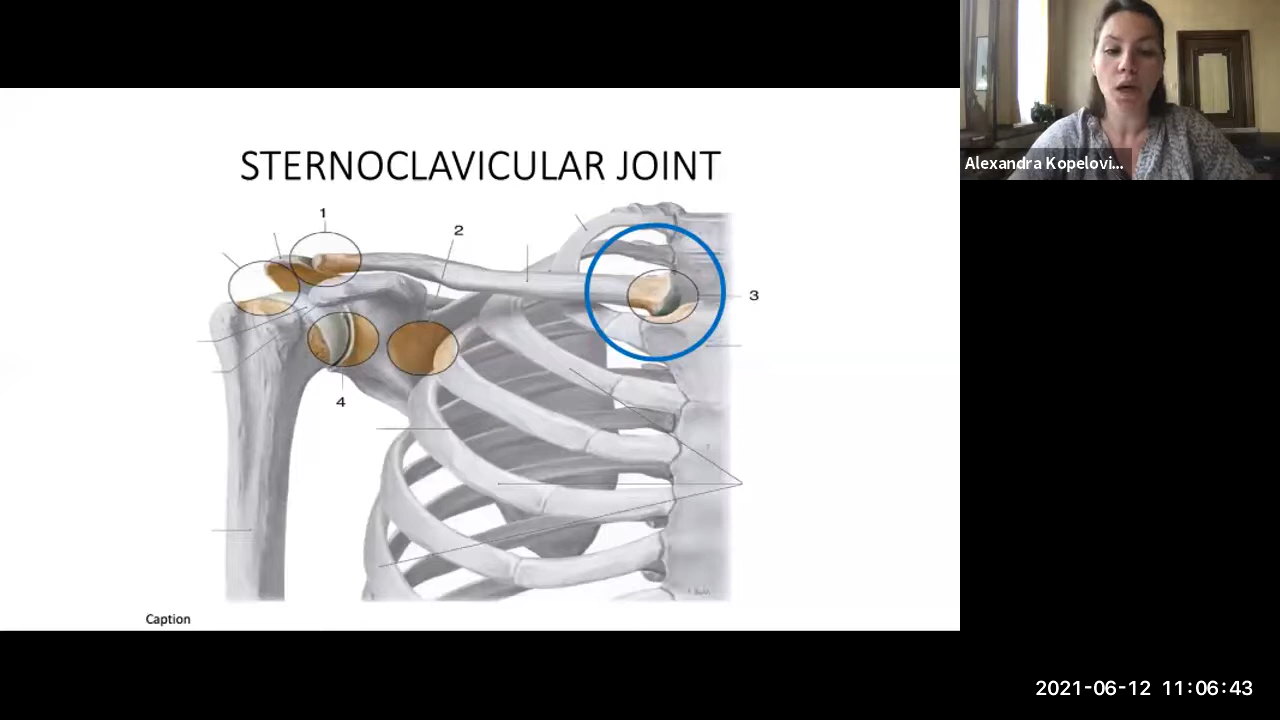 Alexandra Kopelovi...
STERNOCLAVICULAR JOINT
1
2
3
4
Caption
2021-06-12 11:06:43